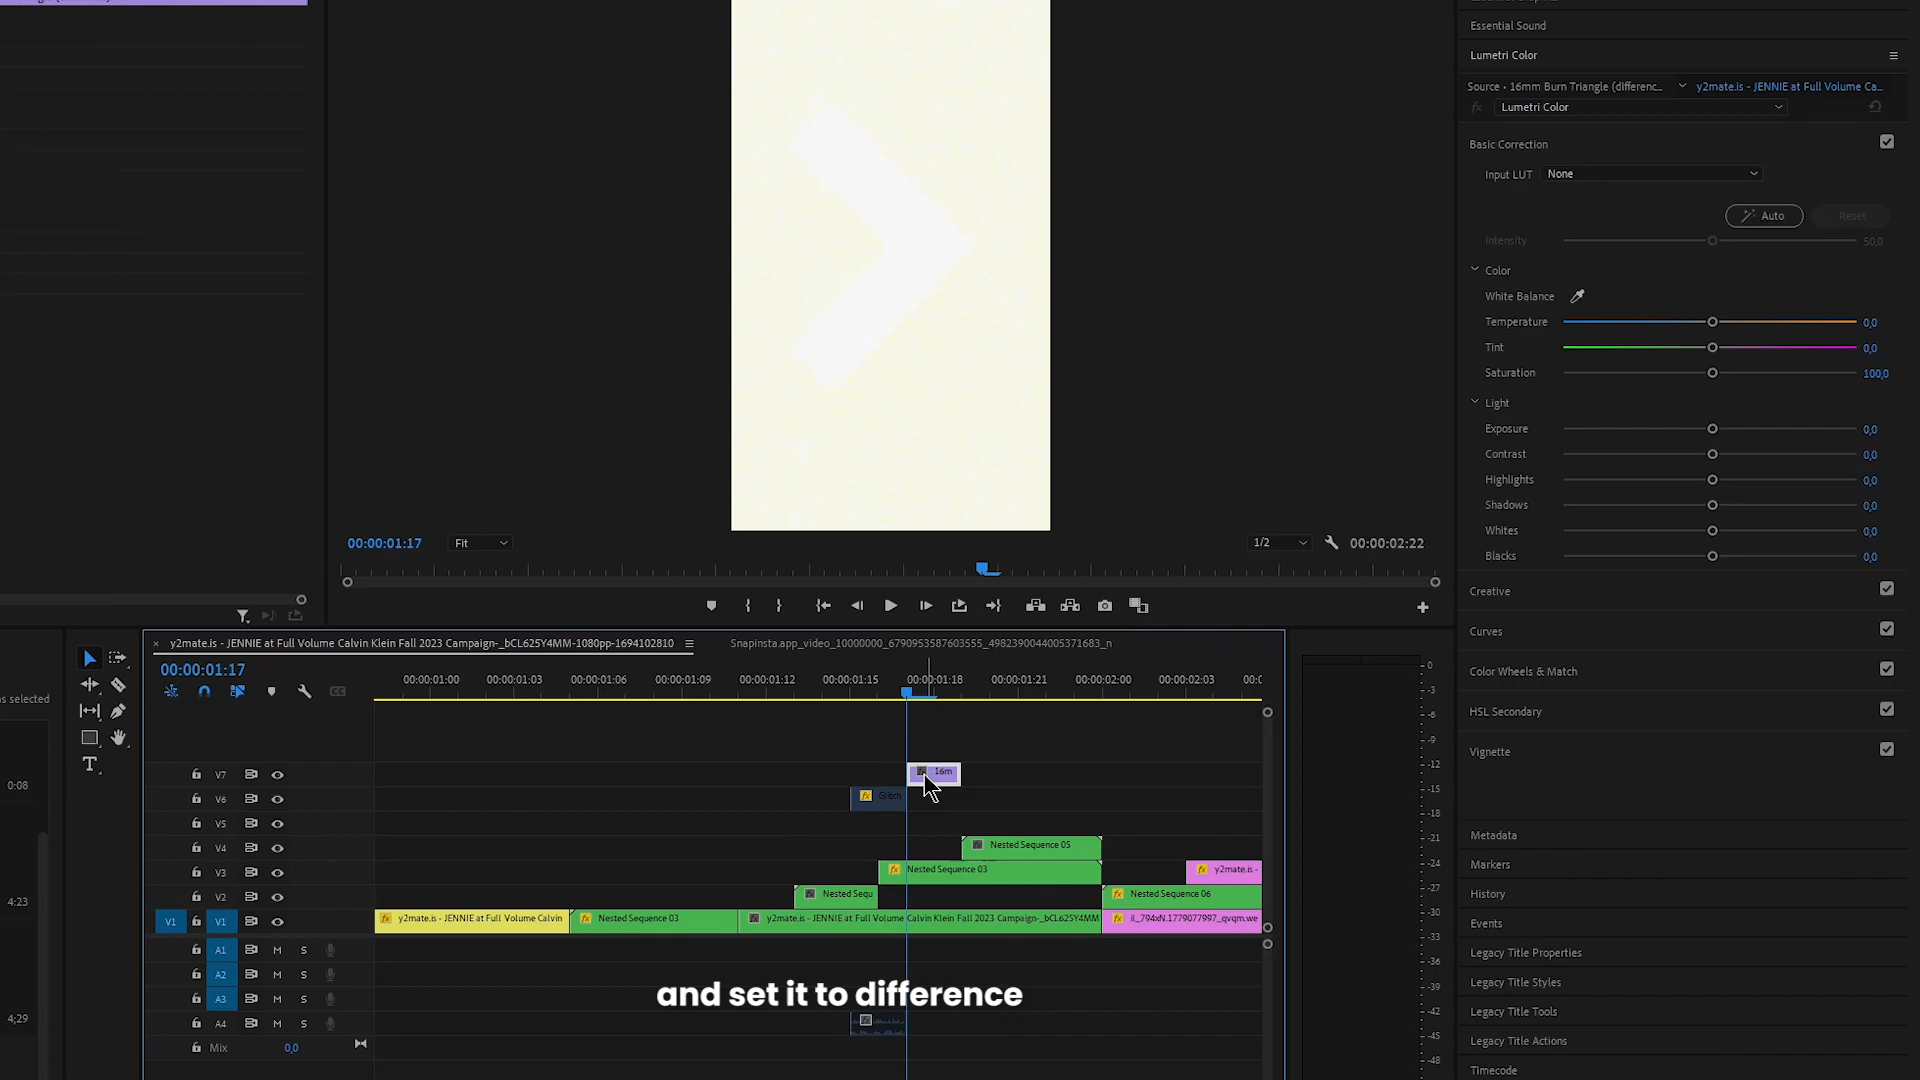 Essential Sound
Lumetri Color
Source • 16mm Burn Triangle (differenc...
y2mate.is - JENNIE at Full Volume Ca...
fx
Lumetri Color
Basic Correction
Input LUT
None
Auto
Reset
Intensity
50,0
Color
White Balance
Temperature
0,0
Tint
0,0
Saturation
100,0
Light
Exposure
0,0
Contrast
0,0
Highlights
0,0
Shadows
0,0
Whites
0,0
Blacks
0,0
Creative
Curves
Color Wheels & Match
HSL Secondary
Vignette
Metadata
Markers
History
Events
Legacy Title Properties
Legacy Title Styles
Legacy Title Tools
Legacy Title Actions
Timecode
00:00:01:17
Fit
1/2
00:00:02:22
s selected
0:08
4;23
4;29
y2mate.is - JENNIE at Full Volume Calvin Klein Fall 2023 Campaign-_bCL625Y4MM-1080pp-1694102810
Snapinsta.app_video_10000000_6790953587603555_4982390044005371683_n
00:00:01:17
00:00:01:00
00:00:01:03
00:00:01:06
00:00:01:09
00:00:01:12
00:00:01:15
00:00:01:18
00:00:01:21
00:00:02:00
00:00:02:03
00:0
V7
16m
V6
fx
Glitch
V5
V4
Nested Sequence 05
V3
fx
Nested Sequence 03
fx
y2mate.is -
V2
Nested Sequ
fx
Nested Sequence 06
V1
V1
fx
y2mate.is - JENNIE at Full Volume Calvin
fx
Nested Sequence 03
y2mate.is - JENNIE at Full Volume Calvin Klein Fall 2023 Campaign-_bCL625Y4MM
fx
il_794xN.1779077997_qvqm.we
A1
M
S
A2
M
S
A3
M
S
A4
M
S
Mix
0,0
and set it to difference
0
-3
-6
-9
-12
-15
-18
-21
-24
-27
-30
-33
-36
-39
-42
-45
-48